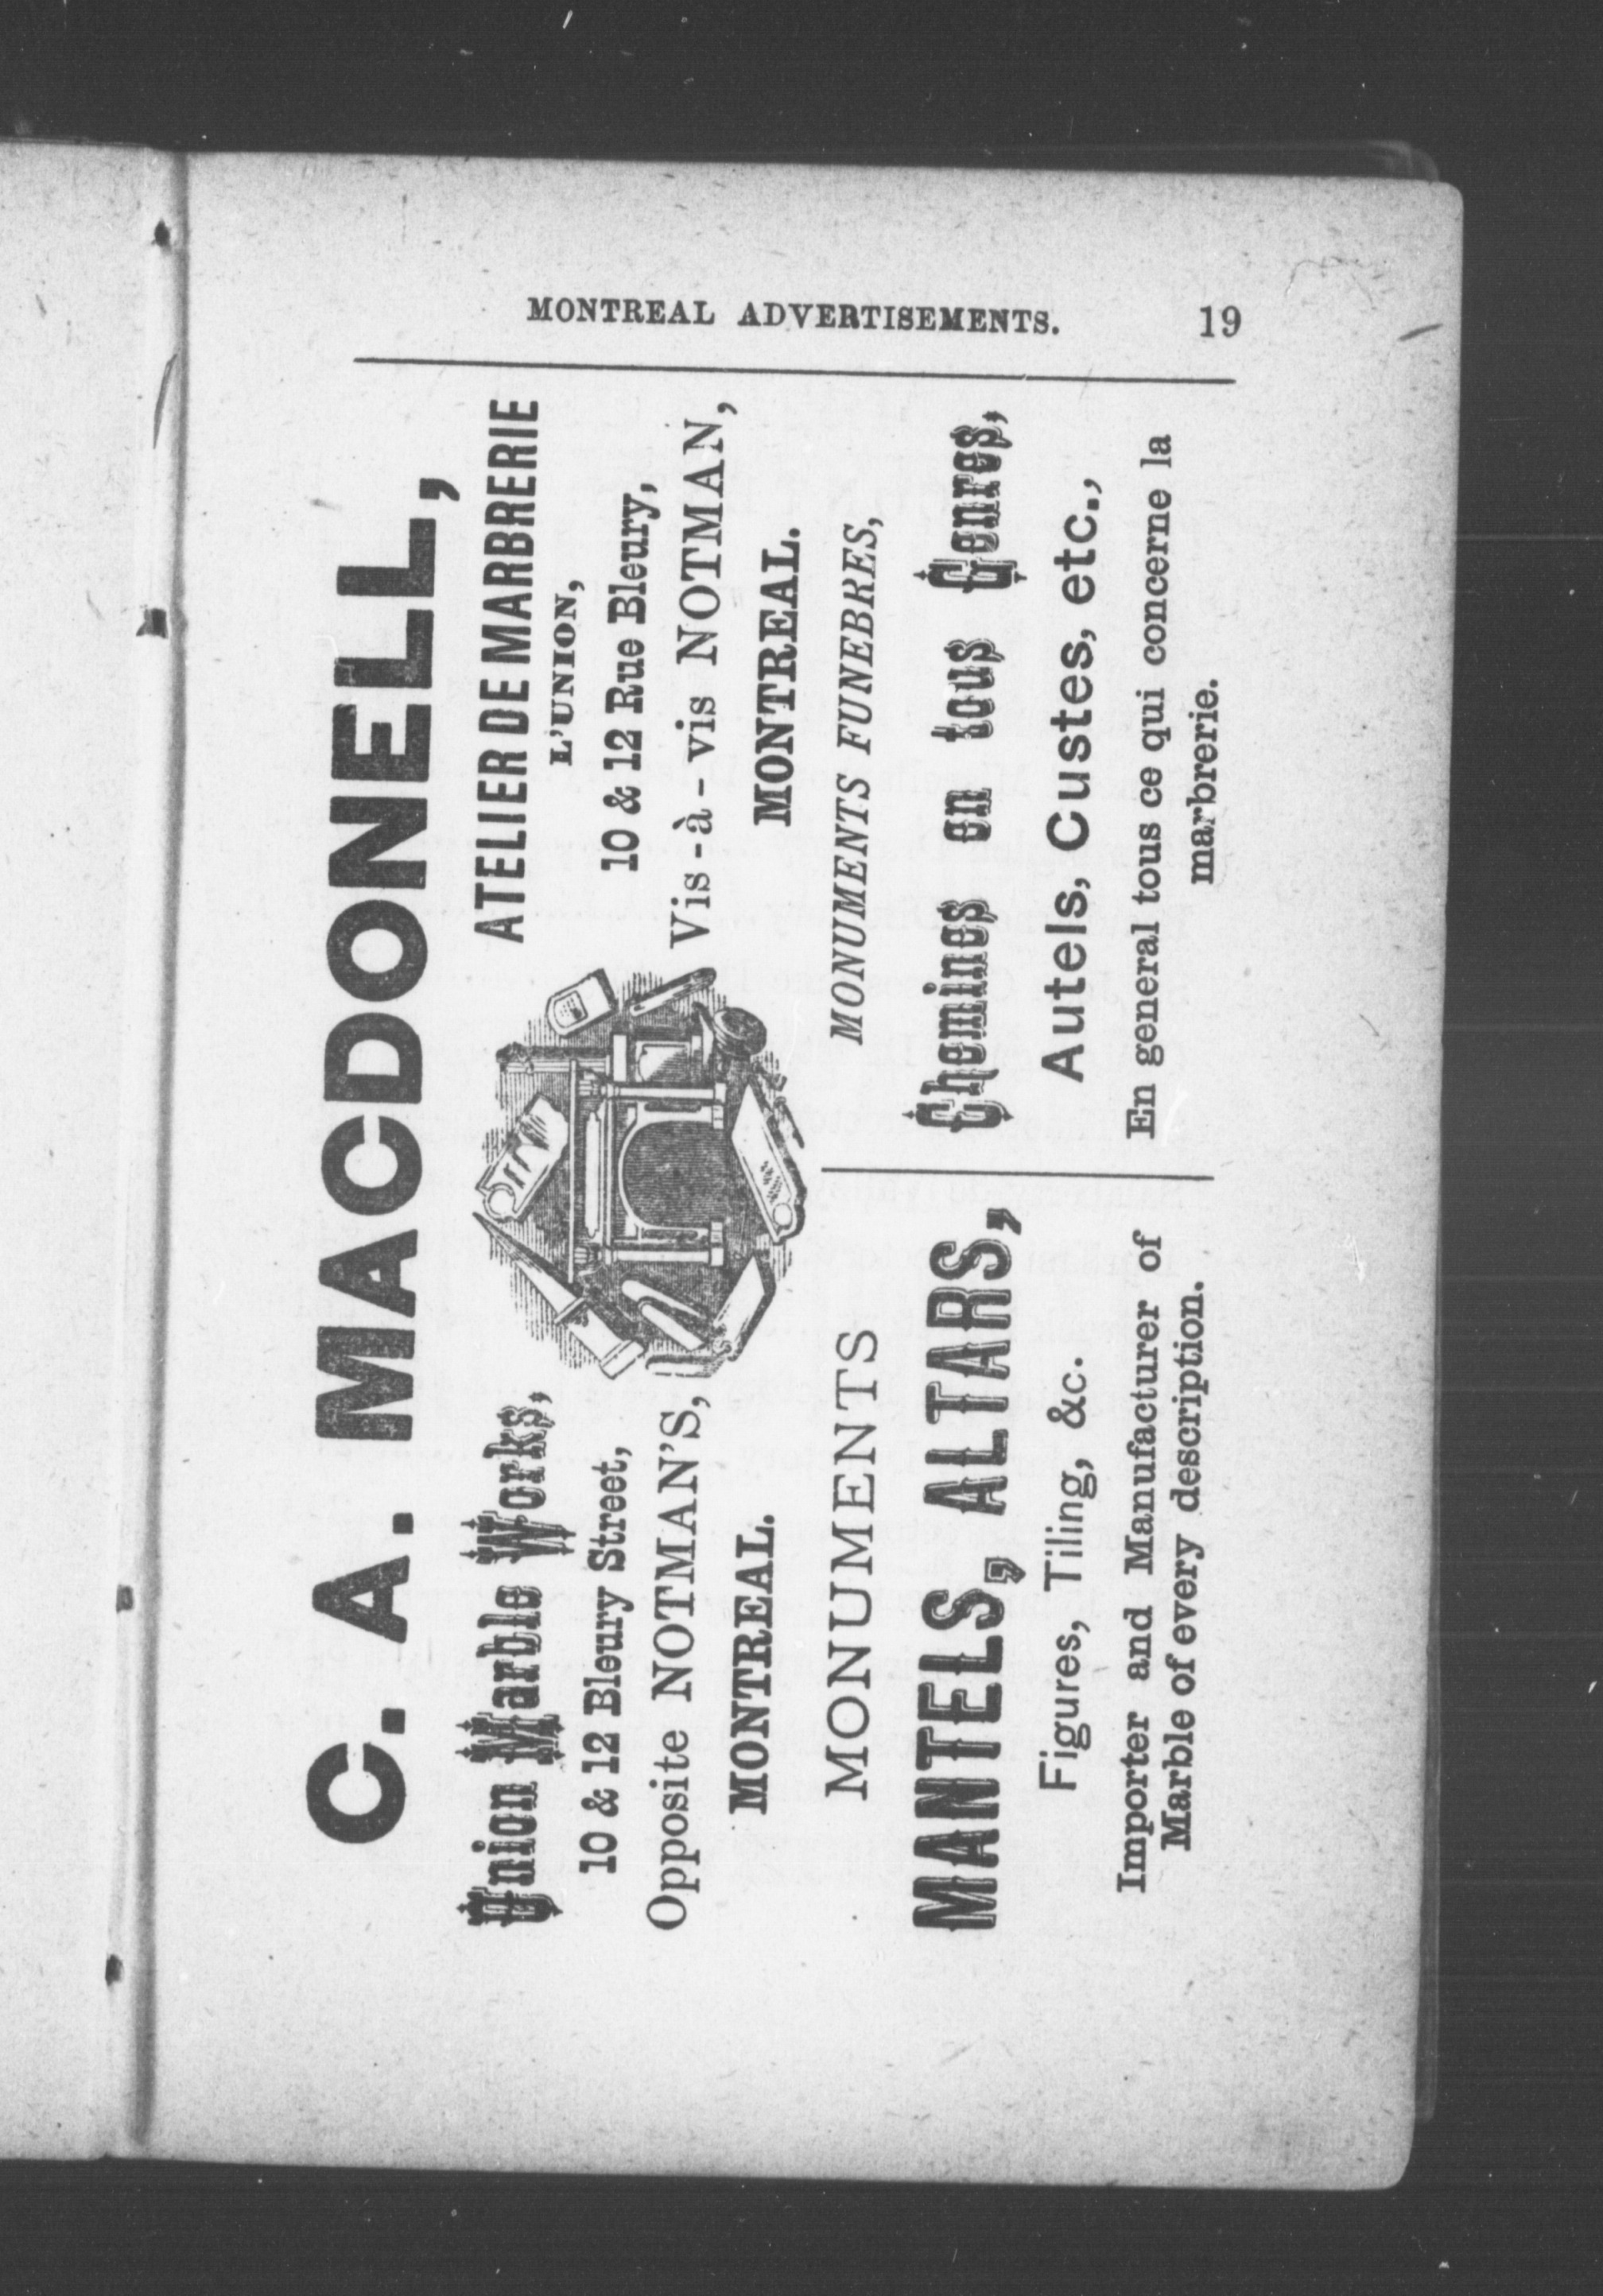 MONTREAL ADVERTISEMENTS. 19
C. A. MACDONELL,
Union Marble Works,
10 & 12 Bleury Street,
Opposite NOTMAN'S,
MONTREAL.
ATELIER DE MARBRERIE
L'UNION,
10 & 12 Rue Bleury,
Vis-à-vis NOTMAN,
MONTREAL.
MONUMENTS
MANTELS, ALTARS,
Figures, Tiling, &c.
Importer and Manufacturer of
Marble of every description.
MONUMENTS FUNEBRES,
Chemines en tous Genres,
Autels, Custes, etc.,
En general tous ce qui concerne la
marbrerie.